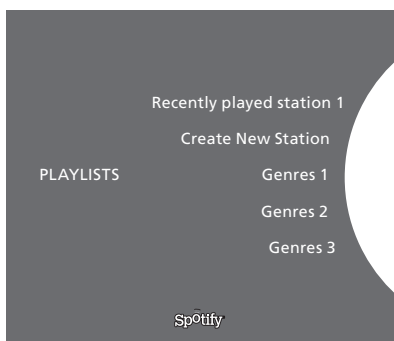 Recently played station 1
Create New Station
PLAYLISTS Genres 1
Genres 2
Genres 3
Spotify